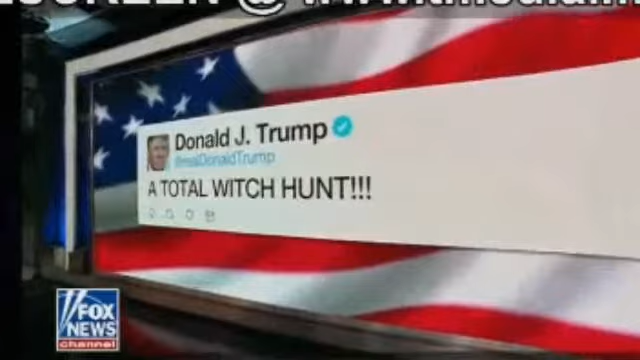 Donald J. Trump
@realDonaldTrump
A TOTAL WITCH HUNT!!!
FOX
NEWS
channel